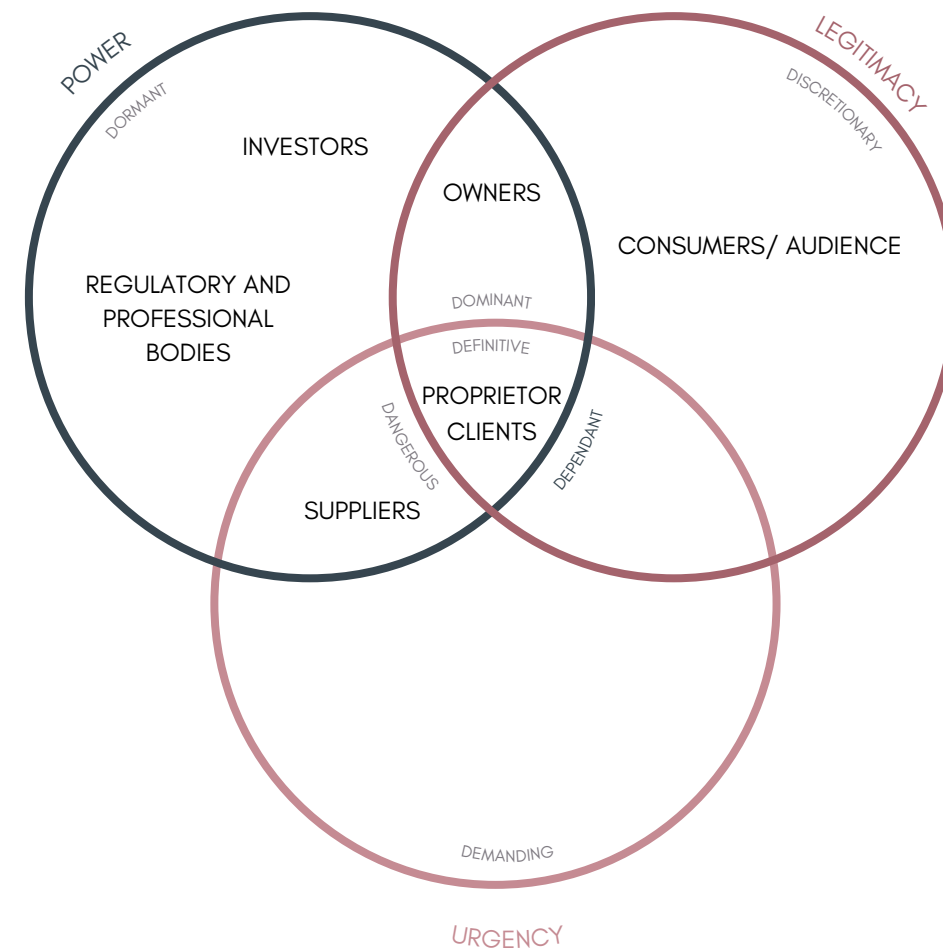 POWER
LEGITIMACY
DORMANT
DISCRETIONARY
INVESTORS
OWNERS
CONSUMERS/ AUDIENCE
REGULATORY AND
PROFESSIONAL
BODIES
DOMINANT
DEFINITIVE
PROPRIETOR
CLIENTS
DANGEROUS
DEPENDANT
SUPPLIERS
DEMANDING
URGENCY